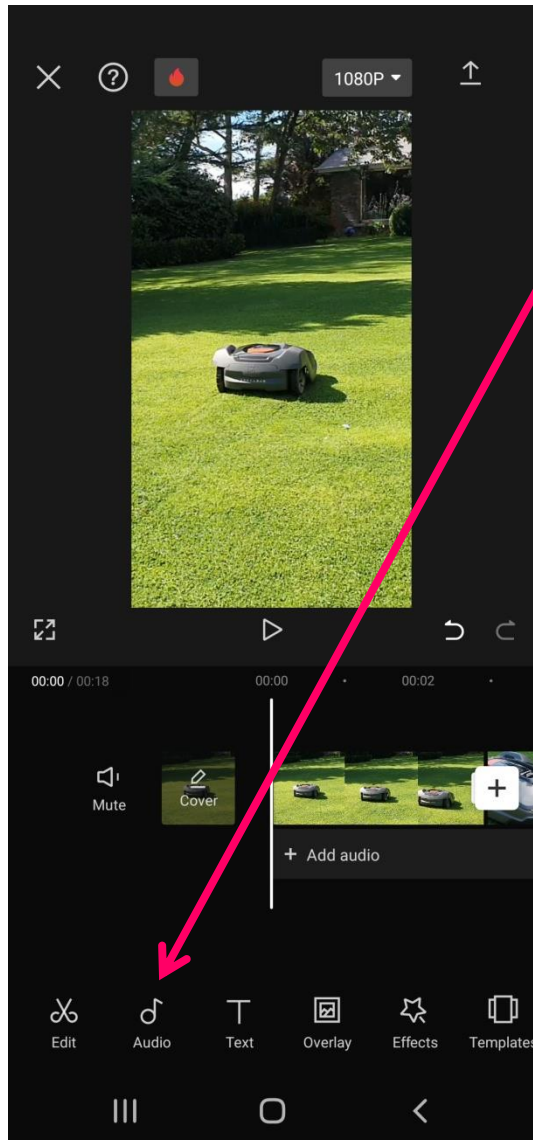 1080P
00:00 / 00:18
00:00
00:02
Mute
Cover
+ Add audio
Edit
Audio
Text
Overlay
Effects
Templates